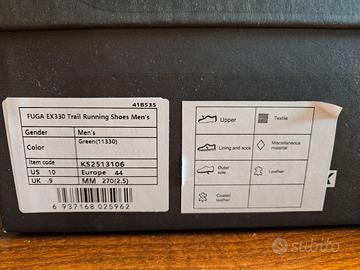 418535
FUGA EX330 Trail Running Shoes Men's
Gender Men's
Color Green(11330)
Item code KS2513106
US 10 Europe 44
UK .9 MM 270(2.5)
6 937168 025962
Upper Textile
Lining and sock Miscellaneous material
Outer sole Leather
Coated leather
subito